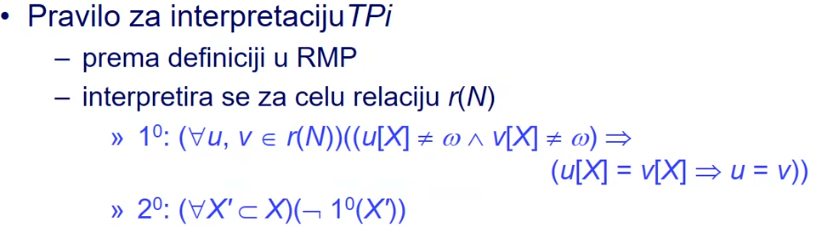 • Pravilo za interpretacijuTPi
– prema definiciji u RMP
– interpretira se za celu relaciju r(N)
» 1⁰: (∀u, v ∈ r(N))((u[X] ≠ ω ∧ v[X] ≠ ω) ⇒
(u[X] = v[X] ⇒ u = v))
» 2⁰: (∀X′ ⊂ X)(¬ 1⁰(X′))